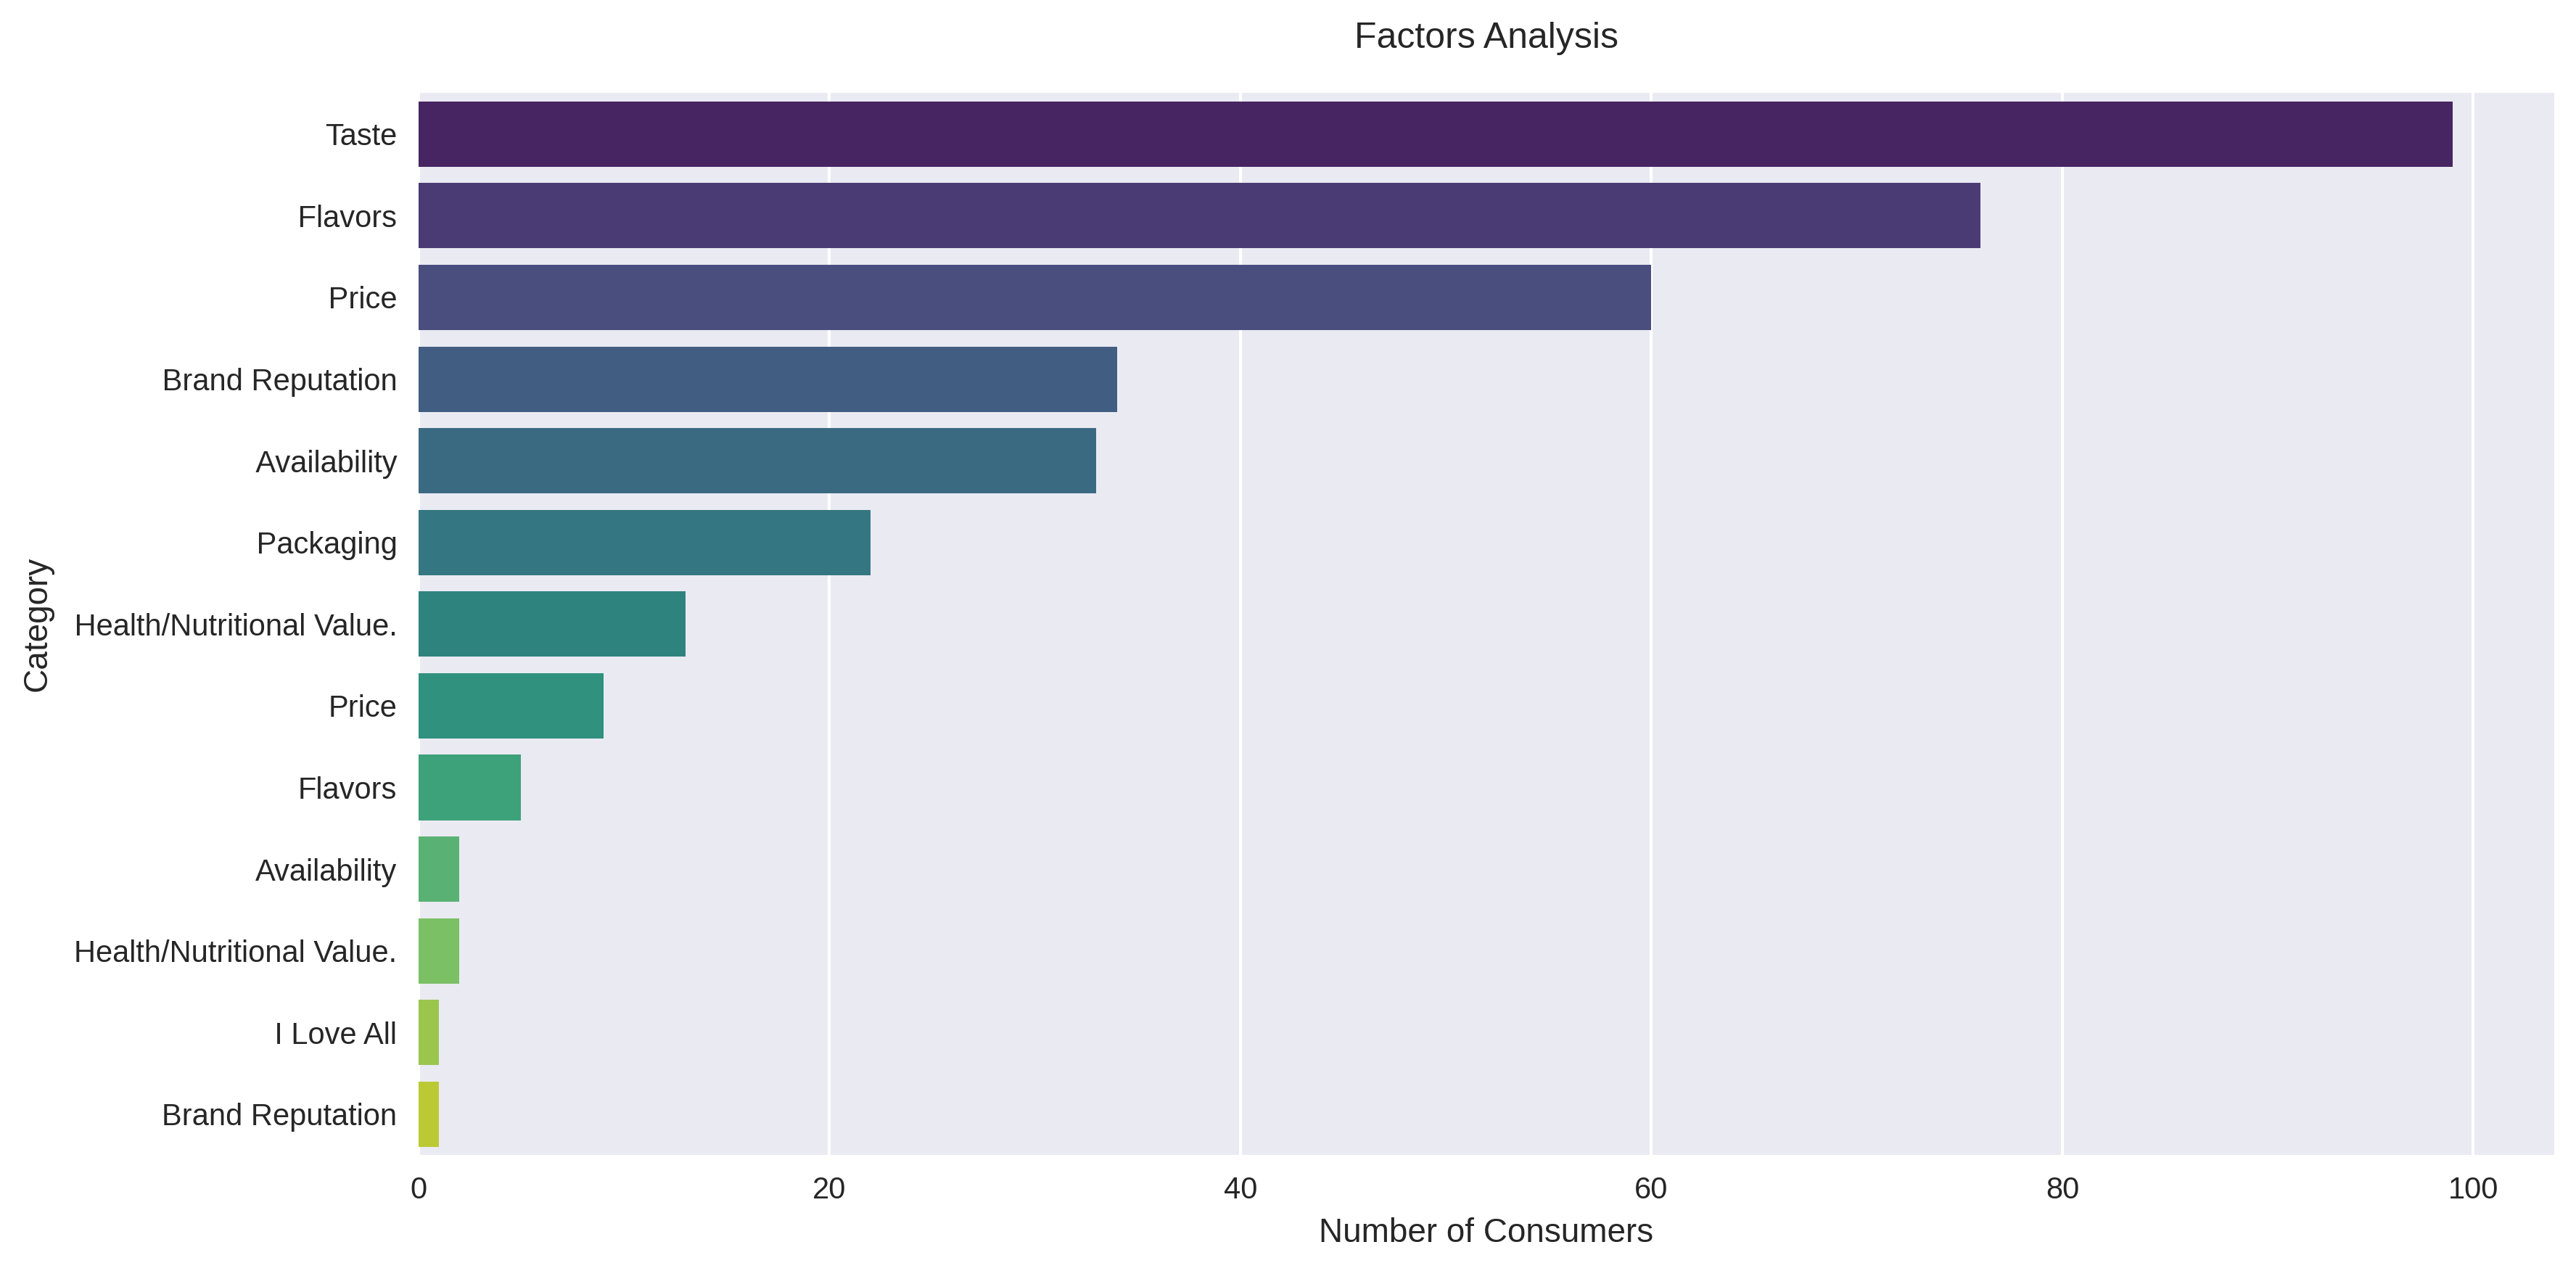 Factors Analysis
Category
Taste
Flavors
Price
Brand Reputation
Availability
Packaging
Health/Nutritional Value.
Price
Flavors
Availability
Health/Nutritional Value.
I Love All
Brand Reputation
0 20 40 60 80 100
Number of Consumers